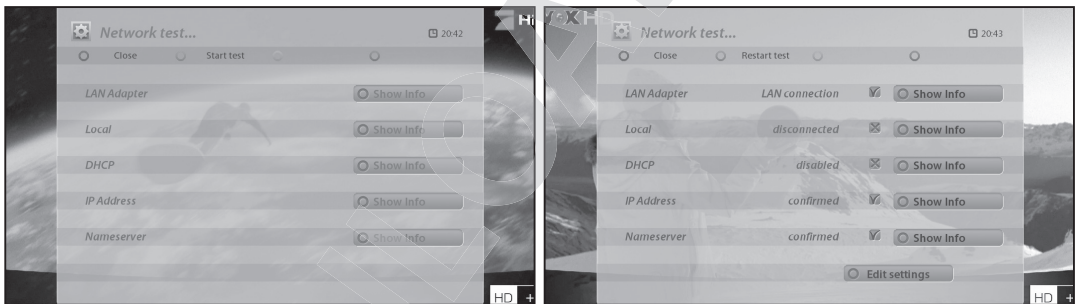 Network test...
20:42
Close Start test
LAN Adapter Show Info
Local Show Info
DHCP Show Info
IP Address Show Info
Nameserver Show Info
HD +
Hi
VOX HD
Network test...
20:43
Close Restart test
LAN Adapter LAN connection Show Info
Local disconnected Show Info
DHCP disabled Show Info
IP Address confirmed Show Info
Nameserver confirmed Show Info
Edit settings
HD +